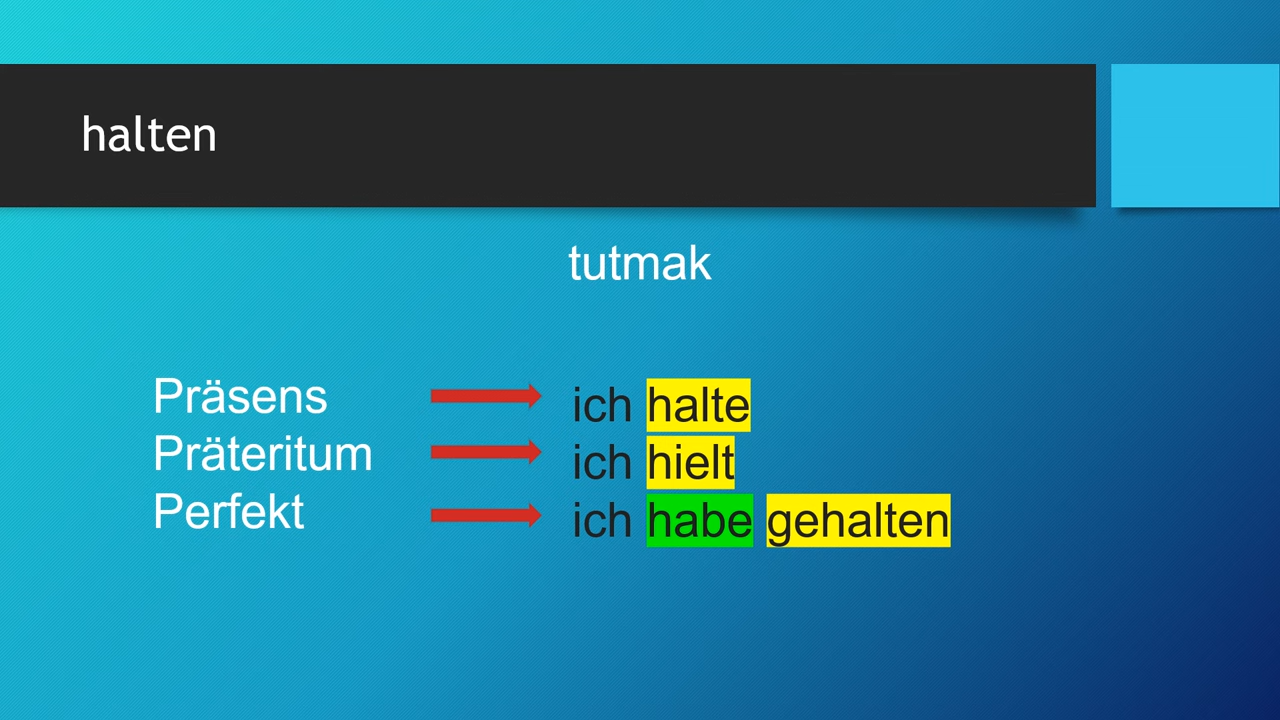 halten
tutmak
Präsens ich halte
Präteritum ich hielt
Perfekt ich habe gehalten